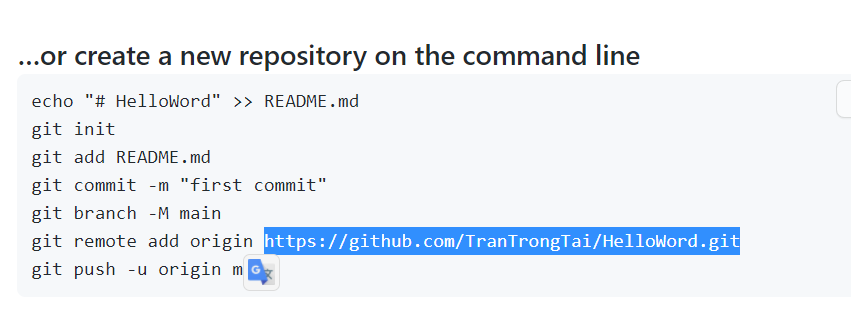 ...or create a new repository on the command line
echo "# HelloWord" >> README.md
git init
git add README.md
git commit -m "first commit"
git branch -M main
git remote add origin https://github.com/TranTrongTai/HelloWord.git
git push -u origin m